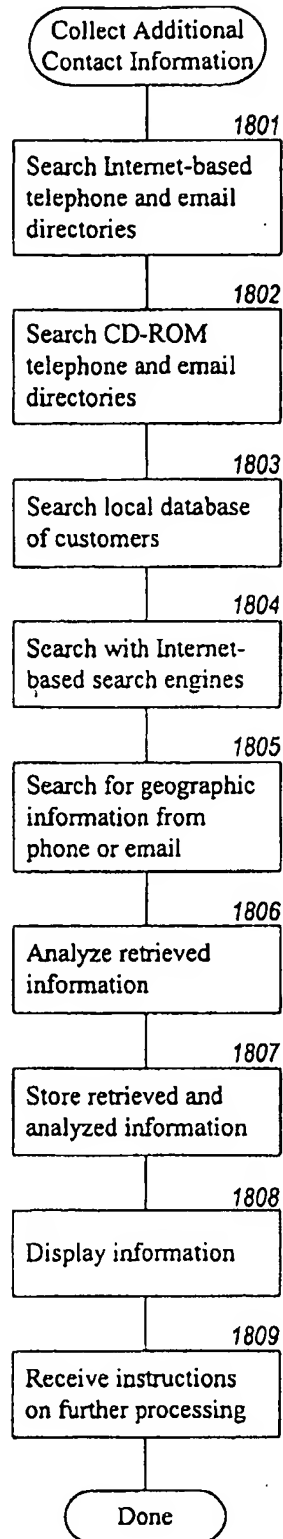 Collect Additional
Contact Information
1801
Search Internet-based
telephone and email
directories
1802
Search CD-ROM
telephone and email
directories
1803
Search local database
of customers
1804
Search with Internet-
based search engines
1805
Search for geographic
information from
phone or email
1806
Analyze retrieved
information
1807
Store retrieved and
analyzed information
1808
Display information
1809
Receive instructions
on further processing
Done